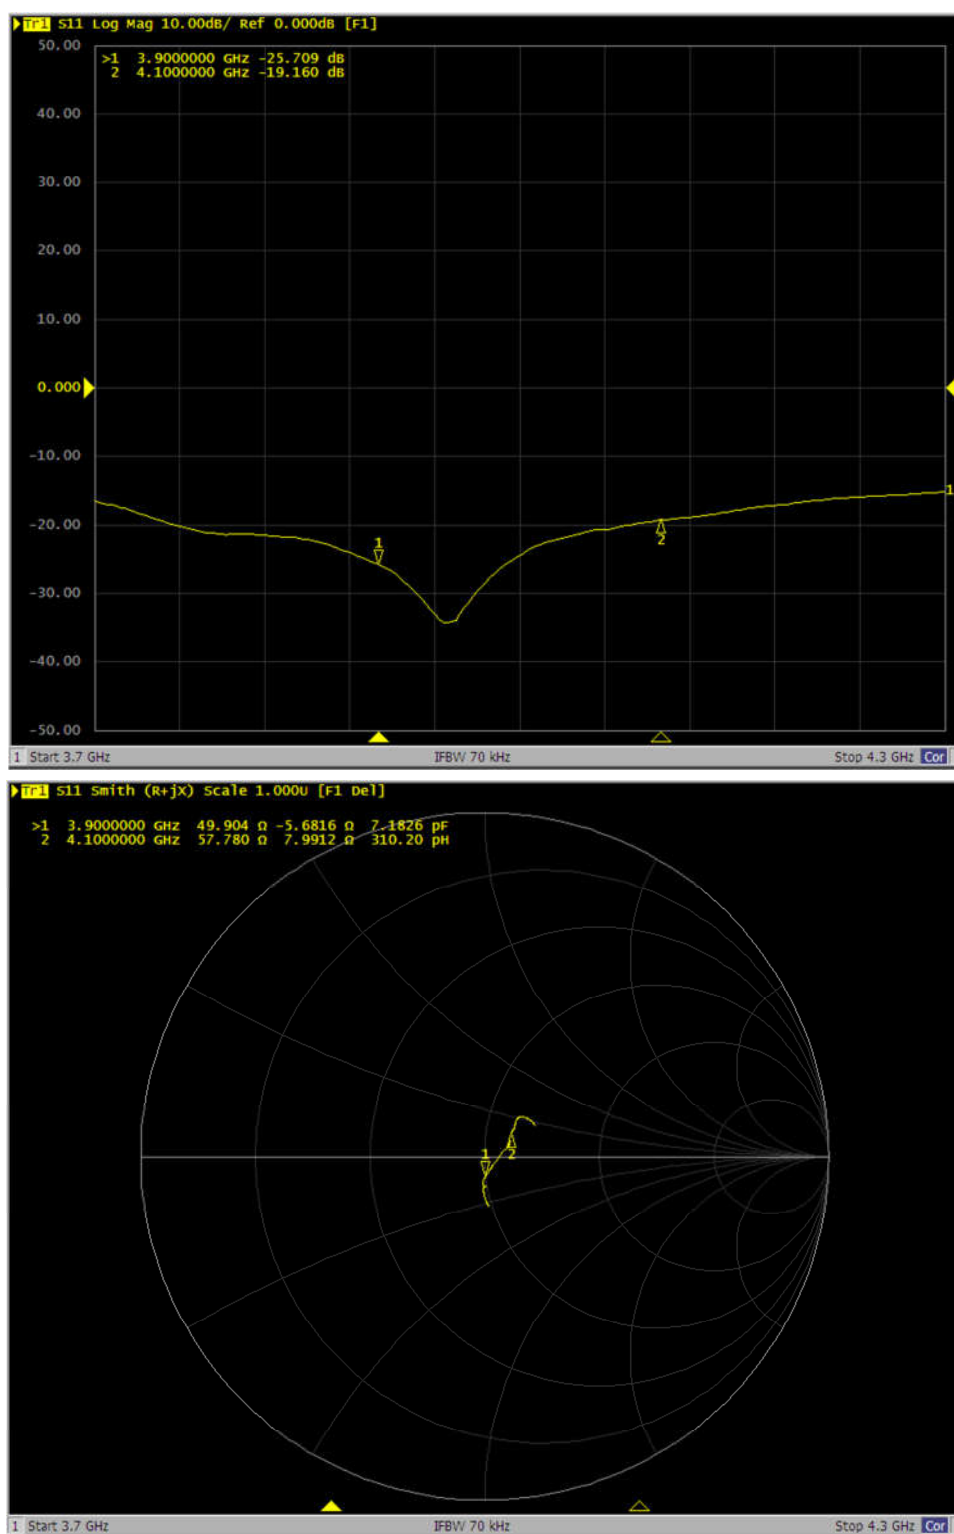 Tr1 S11 Log Mag 10.00dB/ Ref 0.000dB [F1]
50.00
>1 3.9000000 GHz -25.709 dB
2 4.1000000 GHz -19.160 dB
40.00
30.00
20.00
10.00
0.000
-10.00
1
-20.00
1
2
-30.00
-40.00
-50.00
1 Start 3.7 GHz IFBW 70 kHz Stop 4.3 GHz Cor
Tr1 S11 Smith (R+jX) Scale 1.000U [F1 Del]
>1 3.9000000 GHz 49.904 Ω -5.6816 Ω 7.1826 pF
2 4.1000000 GHz 57.780 Ω 7.9912 Ω 310.20 pH
1
2
1 Start 3.7 GHz IFBW 70 kHz Stop 4.3 GHz Cor